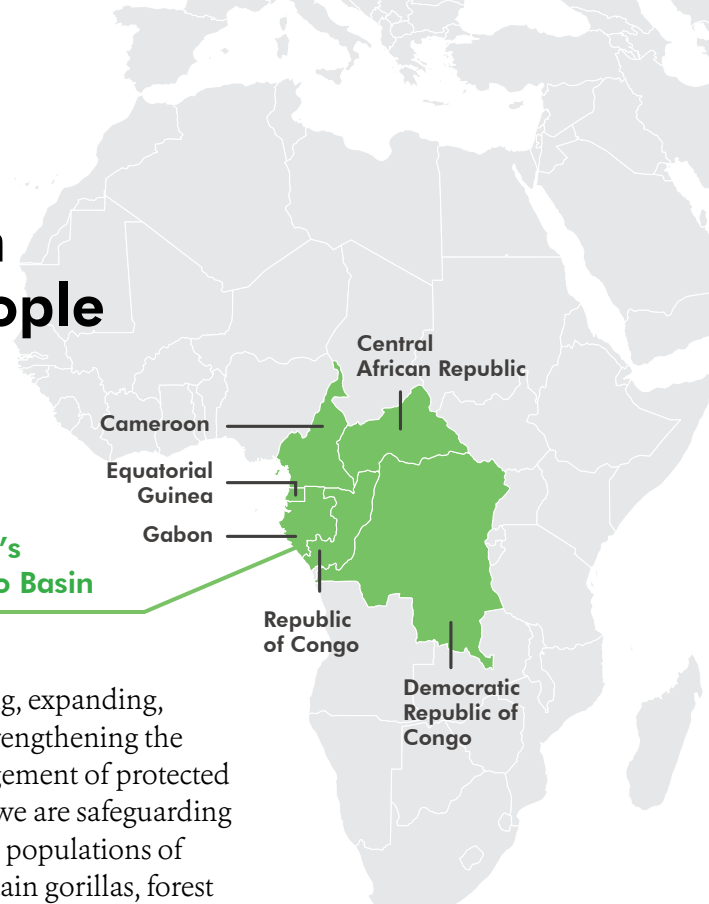 ople
Central
African Republic
Cameroon
Equatorial
Guinea
Gabon
's
o Basin
Republic
of Congo
Democratic
Republic of
Congo
g, expanding,
rengthening the
gement of protected
we are safeguarding
populations of
ain gorillas, forest